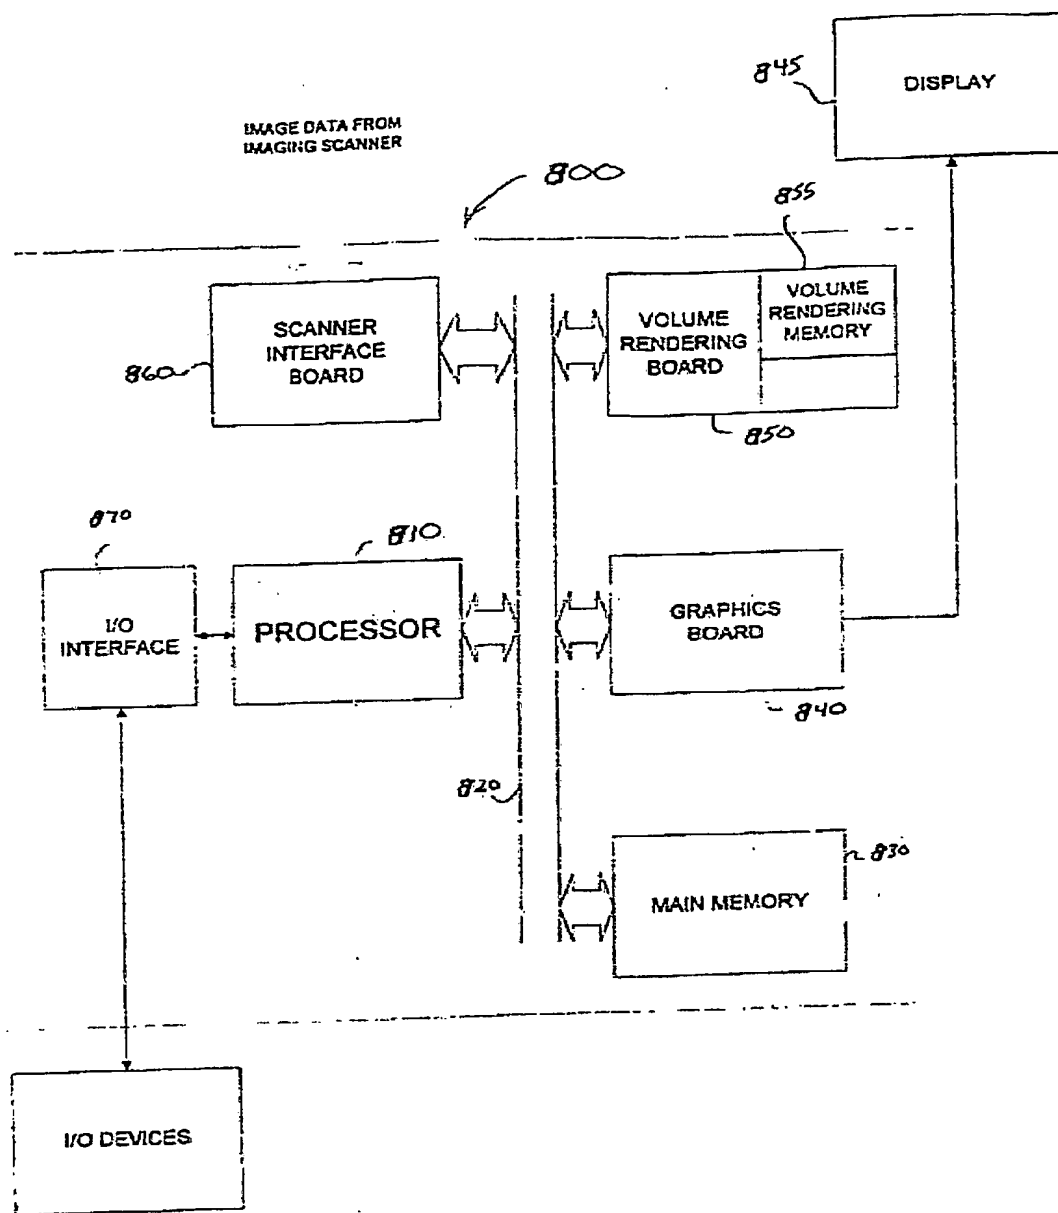 845
DISPLAY
IMAGE DATA FROM
IMAGING SCANNER
800
855
SCANNER
INTERFACE
BOARD
VOLUME
RENDERING
BOARD
VOLUME
RENDERING
MEMORY
860
850
870
810
I/O
INTERFACE
PROCESSOR
GRAPHICS
BOARD
840
820
830
MAIN MEMORY
I/O DEVICES